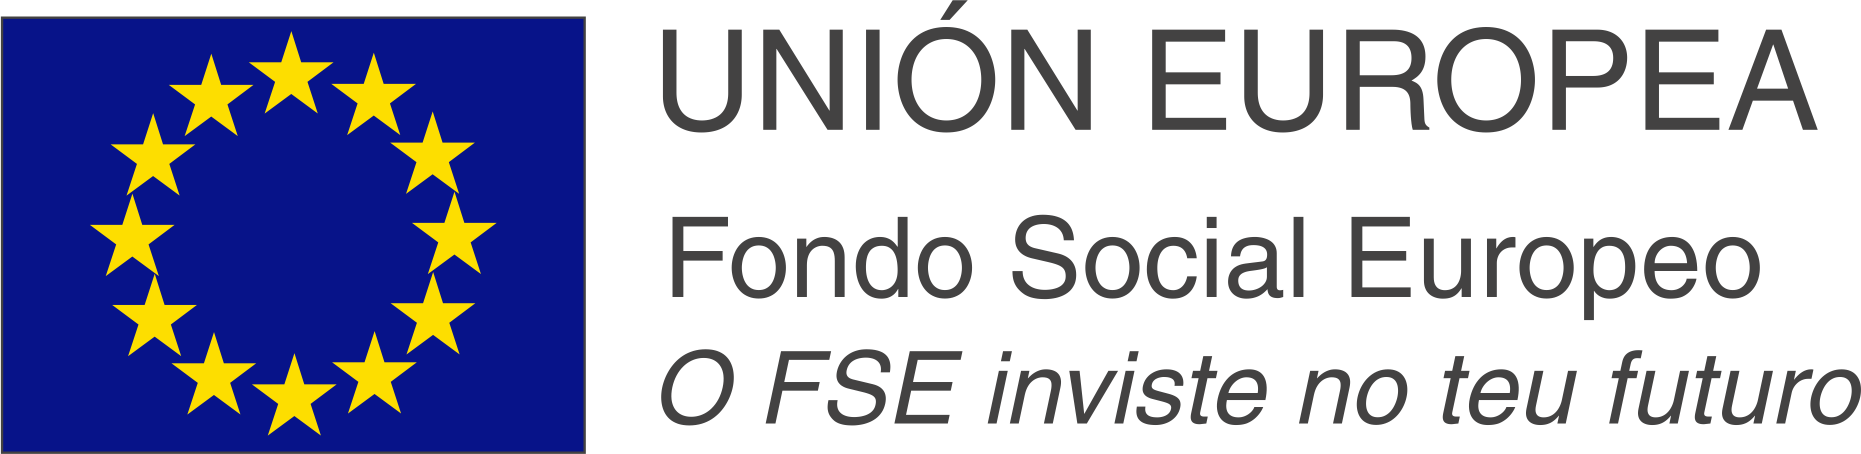 UNIÓN EUROPEA
Fondo Social Europeo
O FSE inviste no teu futuro